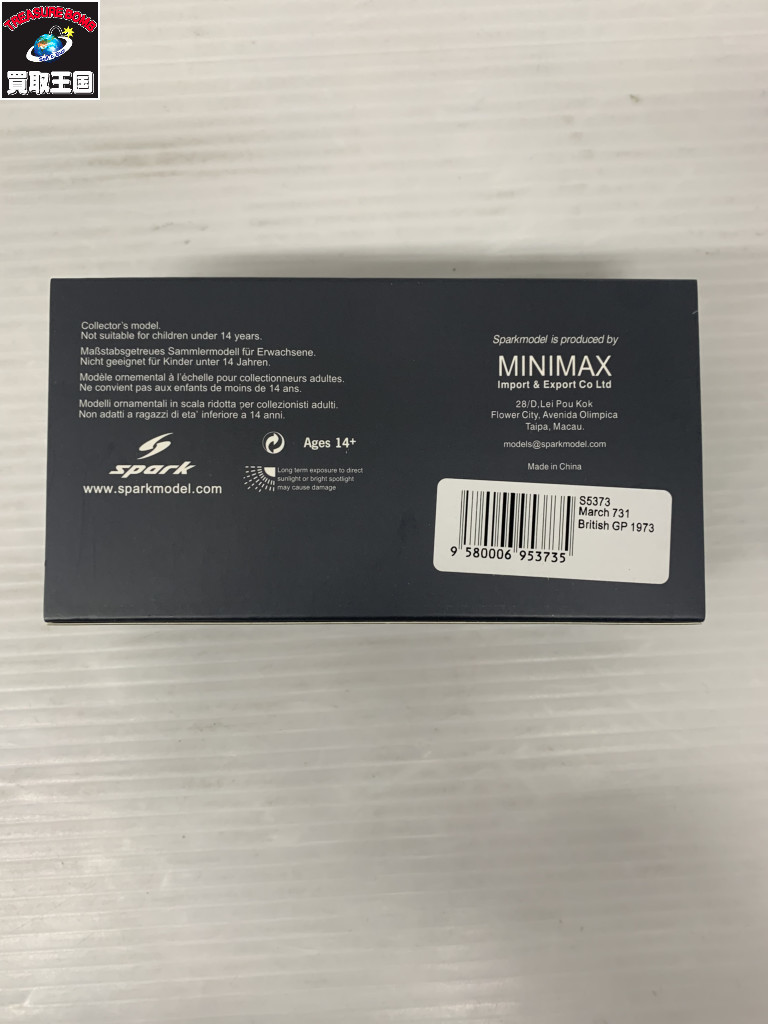 TREASURE BOMB
買取王国
Collector's model.
Not suitable for children under 14 years.
Maßstabsgetreues Sammlermodell für Erwachsene.
Nicht geeignet für Kinder unter 14 Jahren.
Modèle ornemental à l'échelle pour collectionneurs adultes.
Ne convient pas aux enfants de moins de 14 ans.
Modelli ornamentali in scala ridotta per collezionisti adulti.
Non adatti a ragazzi di eta' inferiore a 14 anni.
spark
www.sparkmodel.com
Ages 14+
Long term exposure to direct
sunlight or bright spotlight
may cause damage
Sparkmodel is produced by
MINIMAX
Import & Export Co Ltd
28/D,Lei Pou Kok
Flower City, Avenida Olimpica
Taipa, Macau.
models@sparkmodel.com
Made in China
S5373
March 731
British GP 1973
9 580006 953735